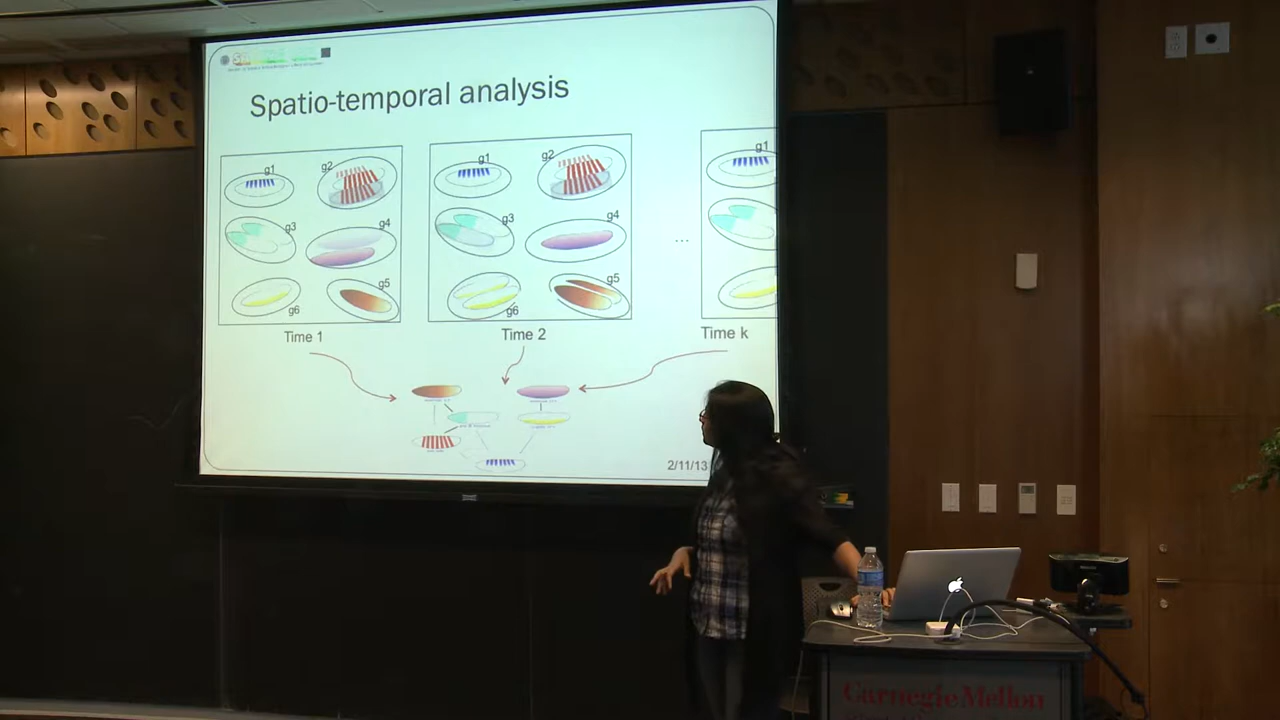 Spatio-temporal analysis
g1
g2
g3
g4
g5
g6
Time 1
g1
g2
g3
g4
g5
g6
Time 2
...
g1
Time k
2/11/13
Carnegie Mellon